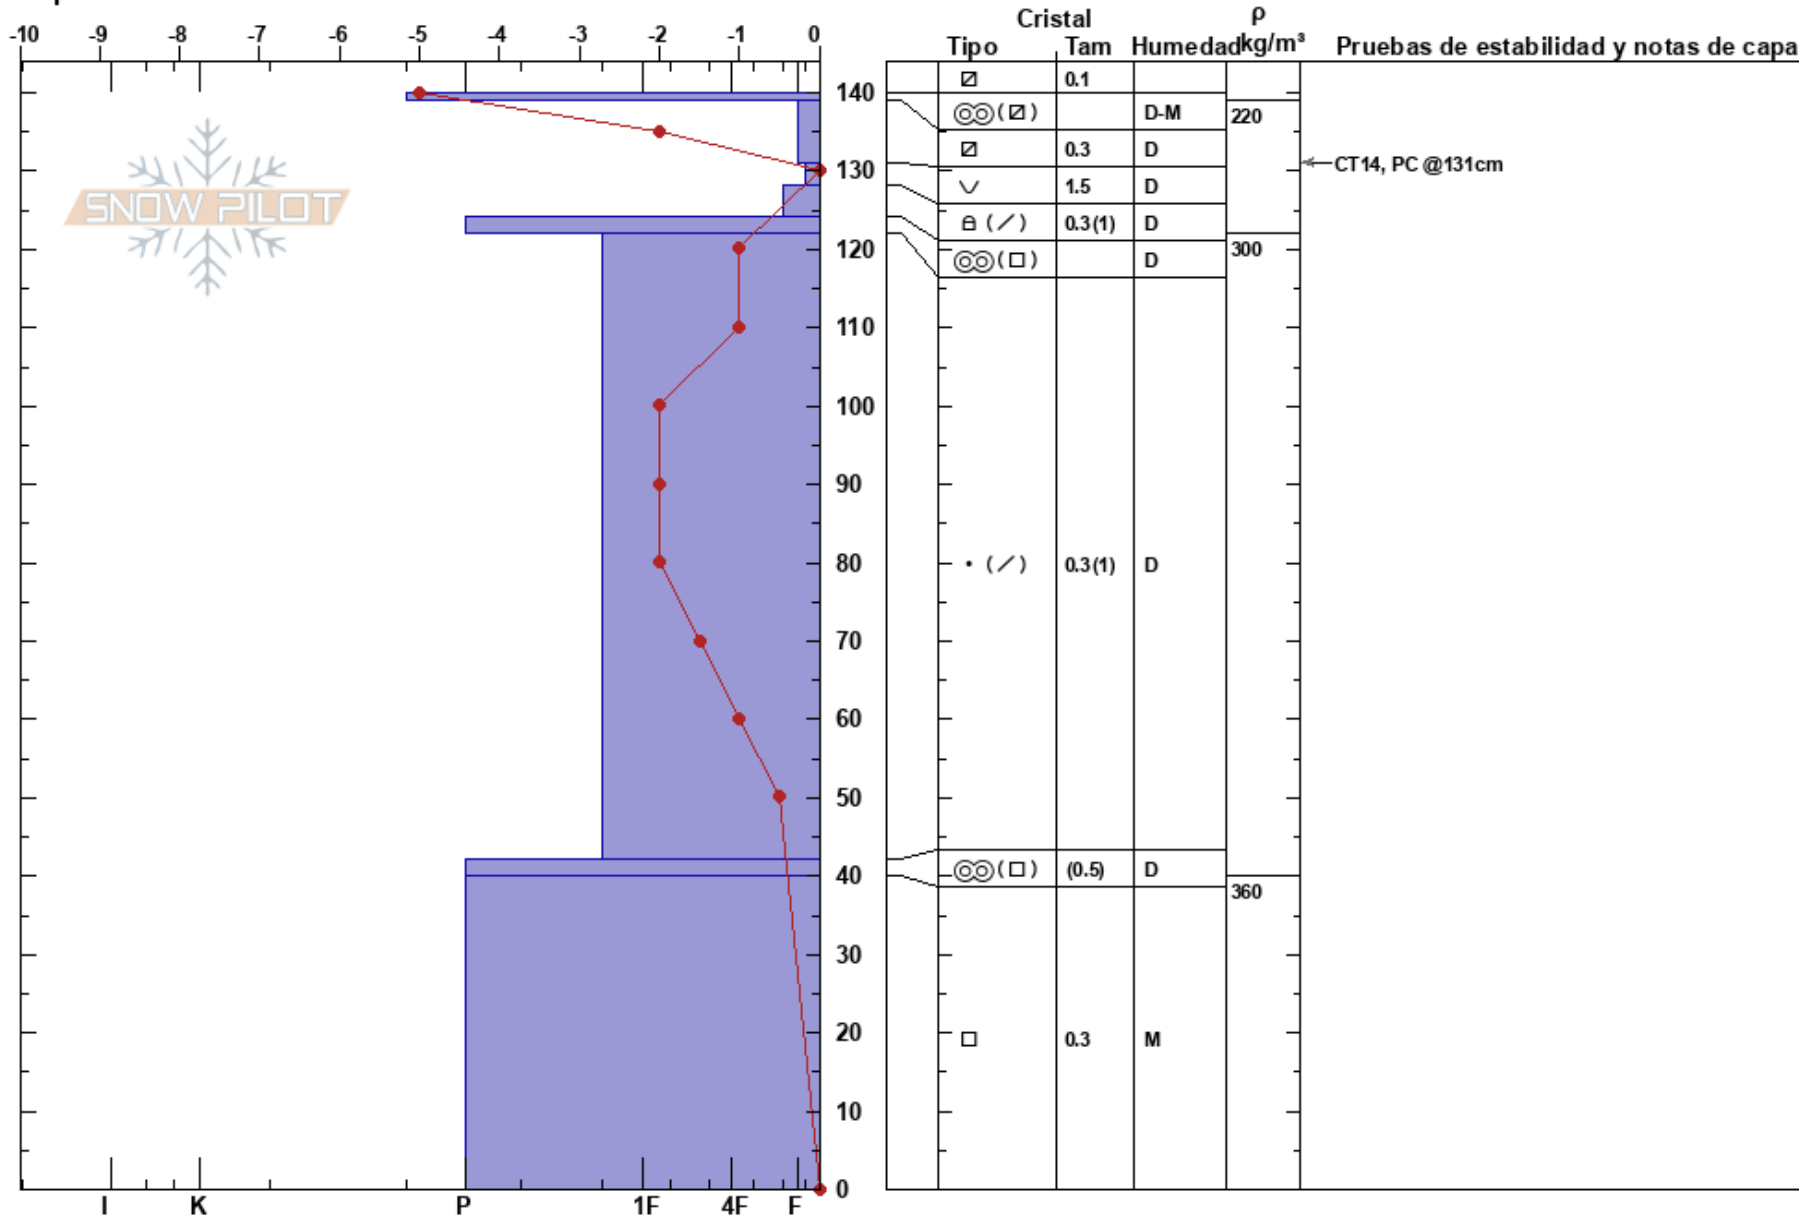 -10 -9 -8 -7 -6 -5 -4 -3 -2 -1 0
Cristal ρ
Tipo Tam Humedad kg/m³ Pruebas de estabilidad y notas de capa
0.1
140
D-M 220
0.3 D
130 CT14, PC @131cm
1.5 D
SNOW PILOT
0.3(1) D
120 300
D
110
100
90
80 0.3(1) D
70
60
50
40 (0.5) D
360
30
20
0.3 M
10
0
I K P 1F 4F F